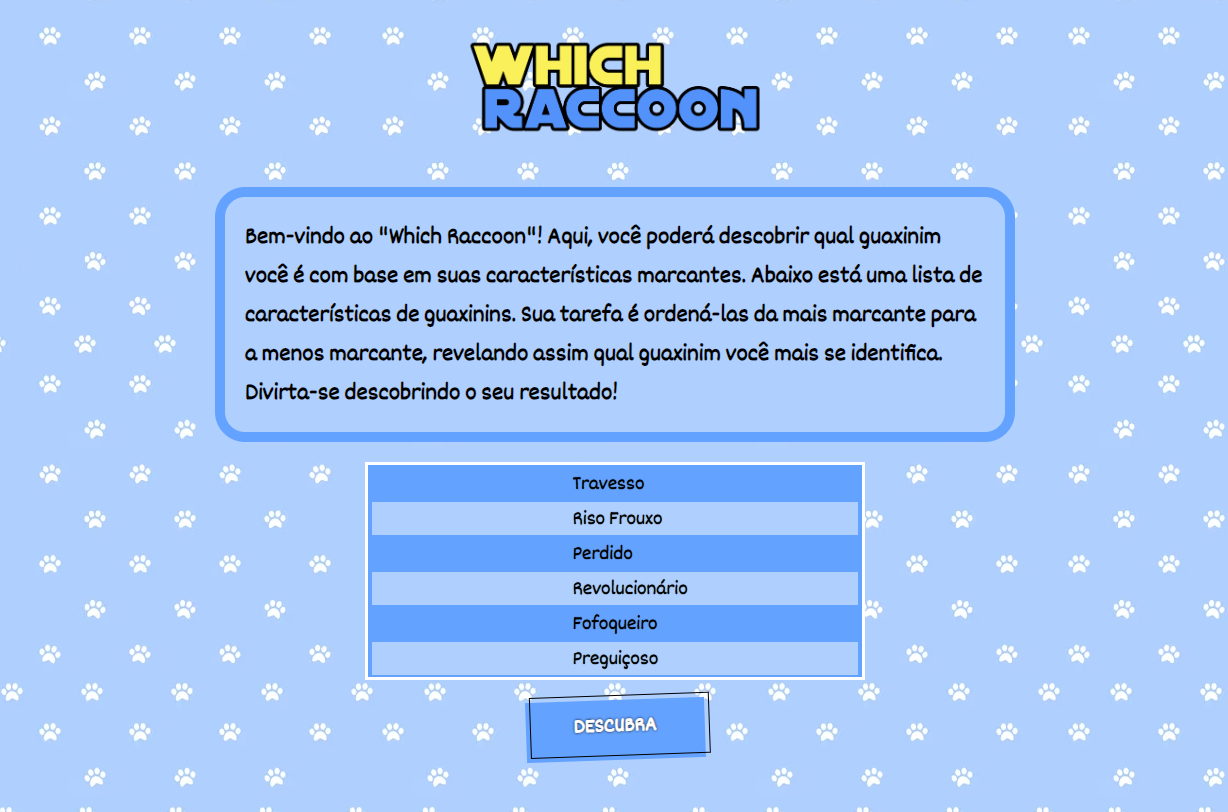 WHICH
RACCOON
Bem-vindo ao "Which Raccoon"! Aqui, você poderá descobrir qual guaxinim
você é com base em suas características marcantes. Abaixo está uma lista de
características de guaxinins. Sua tarefa é ordená-las da mais marcante para
a menos marcante, revelando assim qual guaxinim você mais se identifica.
Divirta-se descobrindo o seu resultado!
Travesso
Riso Frouxo
Perdido
Revolucionário
Fofoqueiro
Preguiçoso
DESCUBRA